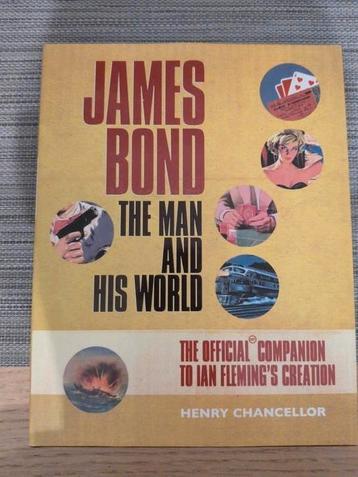 JAMES
BOND
THE MAN
AND
HIS WORLD
THE OFFICIAL COMPANION
TO IAN FLEMING'S CREATION
HENRY CHANCELLOR